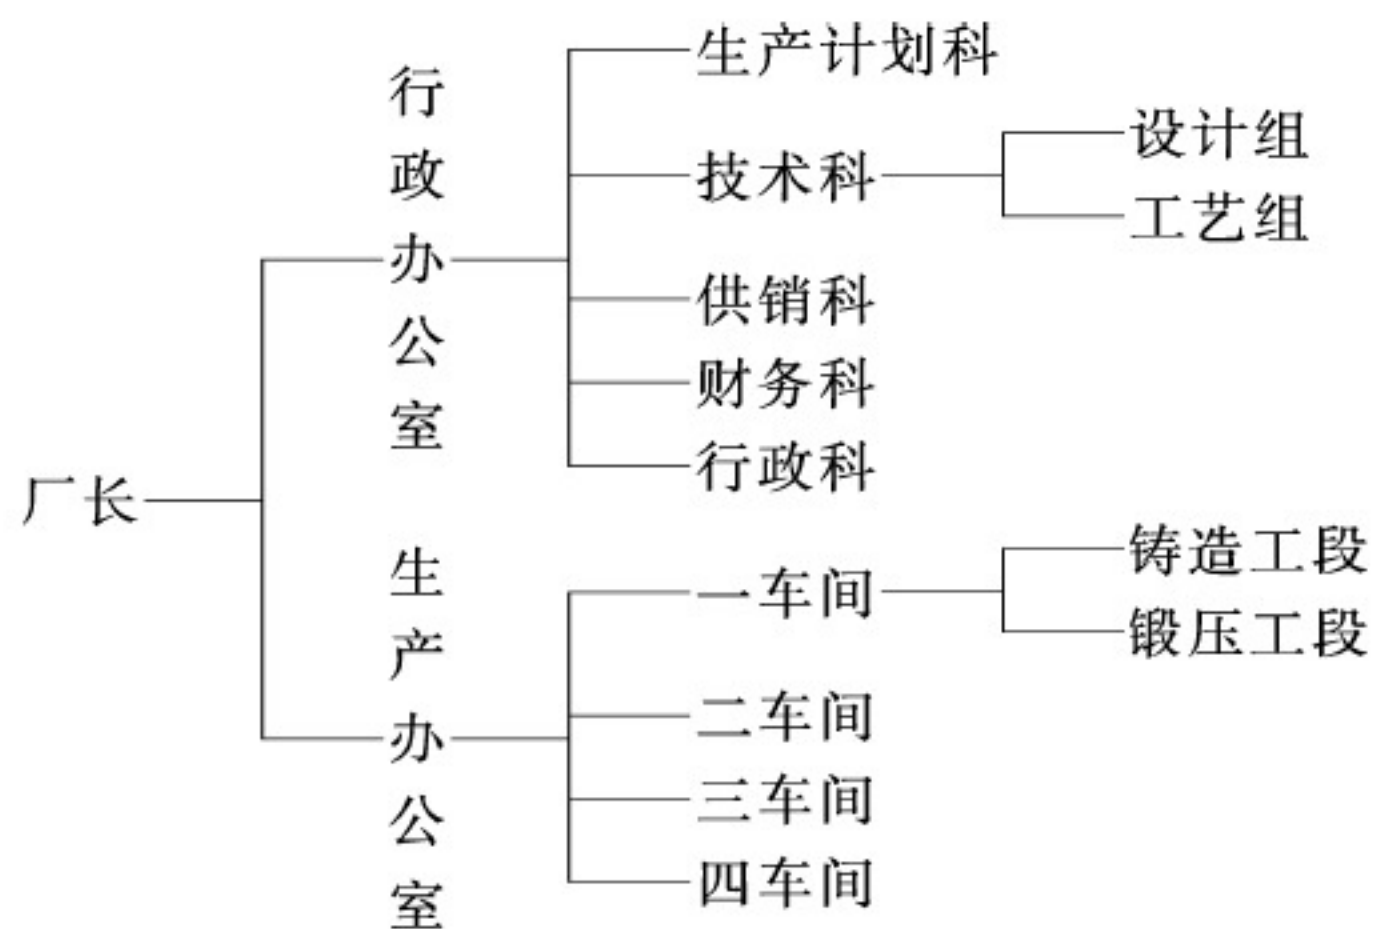 厂长
行政办公室
生产计划科
技术科
设计组
工艺组
供销科
财务科
行政科
生产办公室
一车间
铸造工段
锻压工段
二车间
三车间
四车间